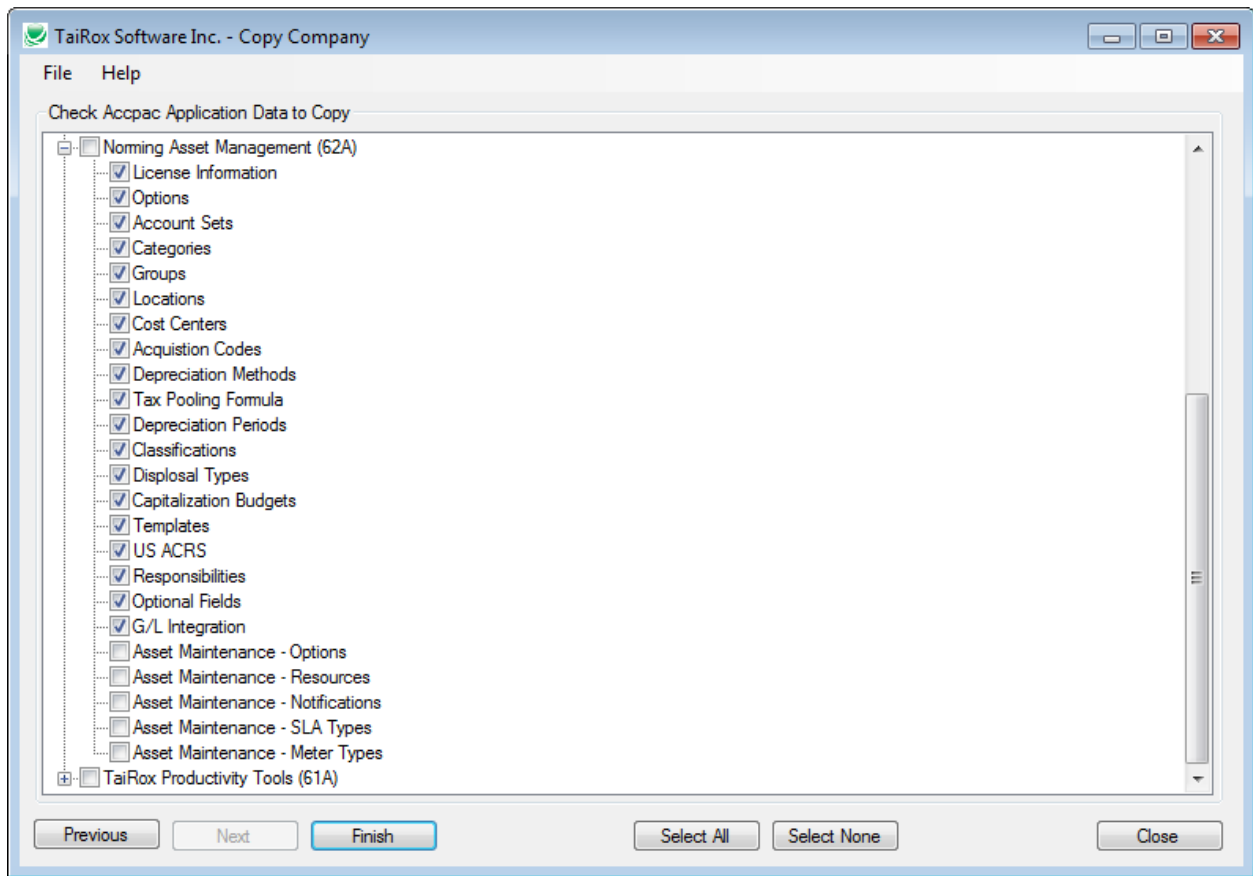 TaiRox Software Inc. - Copy Company
File Help
Check Accpac Application Data to Copy
Norming Asset Management (62A)
License Information
Options
Account Sets
Categories
Groups
Locations
Cost Centers
Acquistion Codes
Depreciation Methods
Tax Pooling Formula
Depreciation Periods
Classifications
Displosal Types
Capitalization Budgets
Templates
US ACRS
Responsibilities
Optional Fields
G/L Integration
Asset Maintenance - Options
Asset Maintenance - Resources
Asset Maintenance - Notifications
Asset Maintenance - SLA Types
Asset Maintenance - Meter Types
TaiRox Productivity Tools (61A)
Previous Next Finish Select All Select None Close